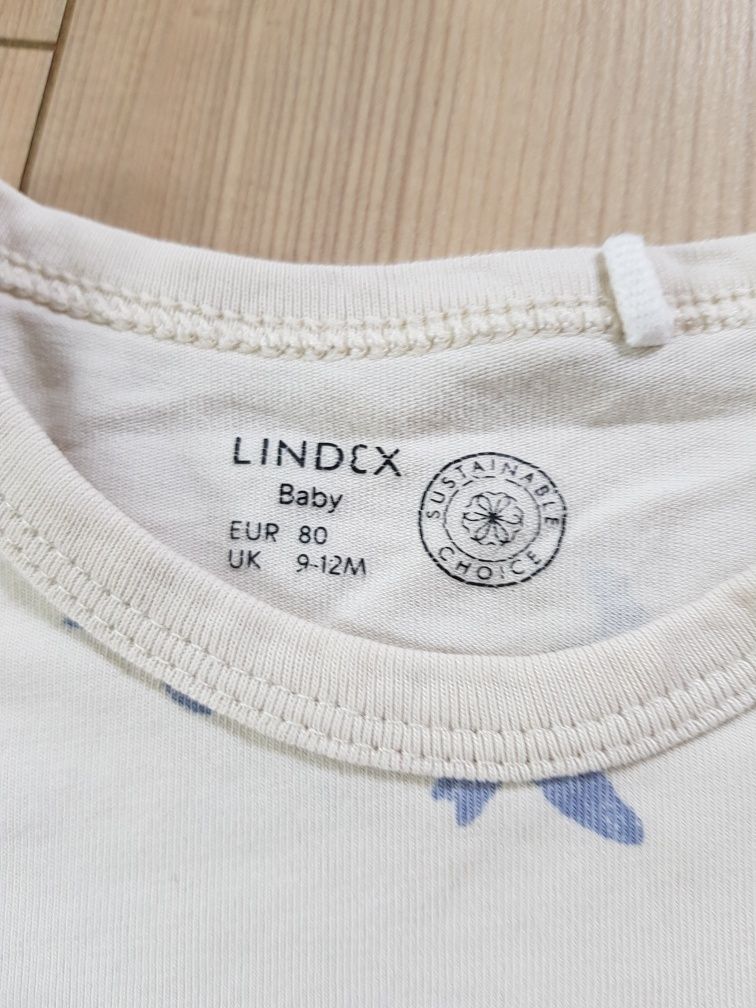 LINDEX
Baby
EUR 80
UK 9-12M
SUSTAINABLE
CHOICE